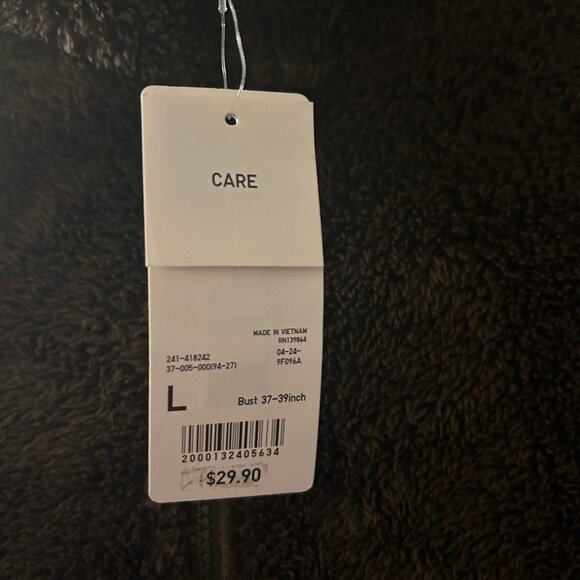 CARE
MADE IN VIETNAM
RN139864
241-418242
04-24-
37-005-000(94-27)
9F096A
L
Bust 37-39inch
2000132405634
$29.90